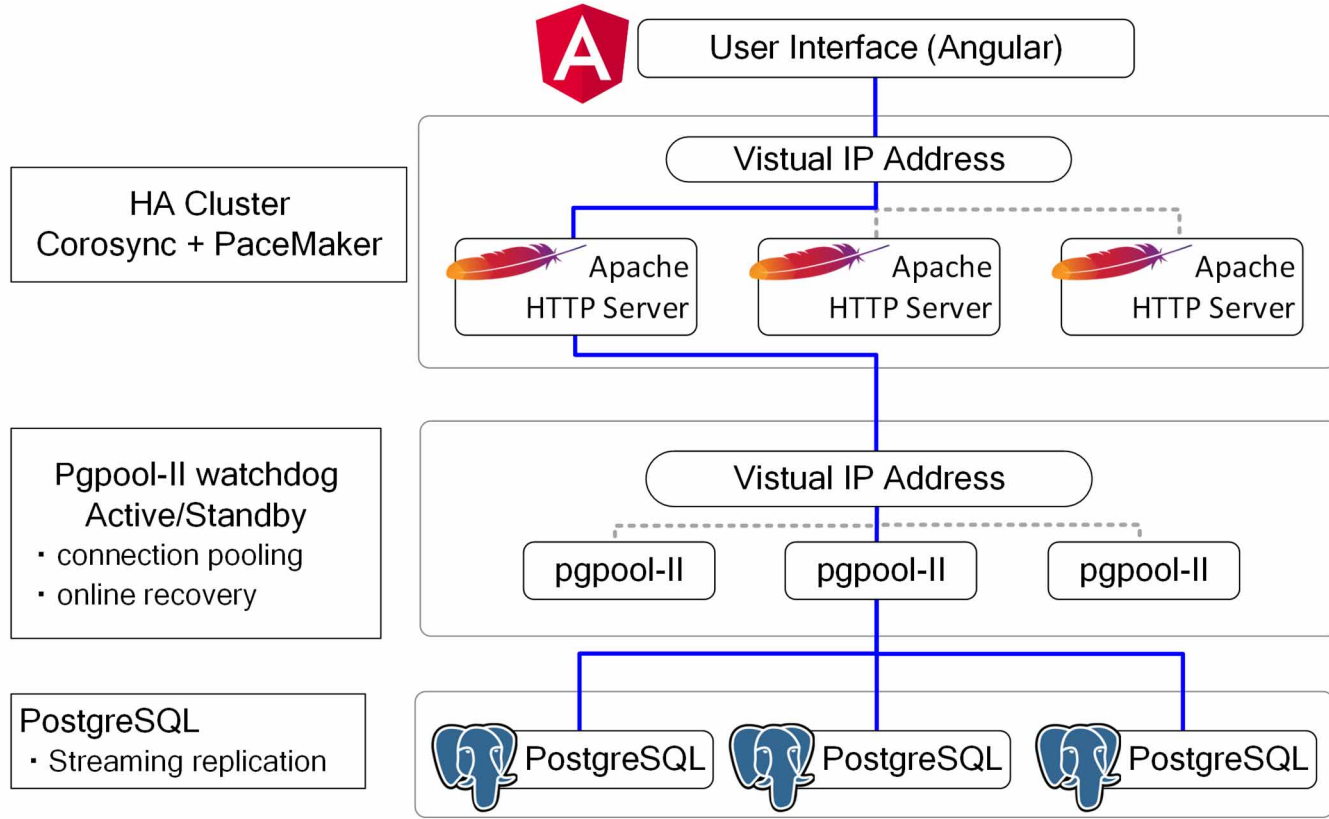 User Interface (Angular)
Vistual IP Address
HA Cluster
Corosync + PaceMaker
Apache
HTTP Server
Apache
HTTP Server
Apache
HTTP Server
Pgpool-II watchdog
Active/Standby
・connection pooling
・online recovery
Vistual IP Address
pgpool-II
pgpool-II
pgpool-II
PostgreSQL
・Streaming replication
PostgreSQL
PostgreSQL
PostgreSQL